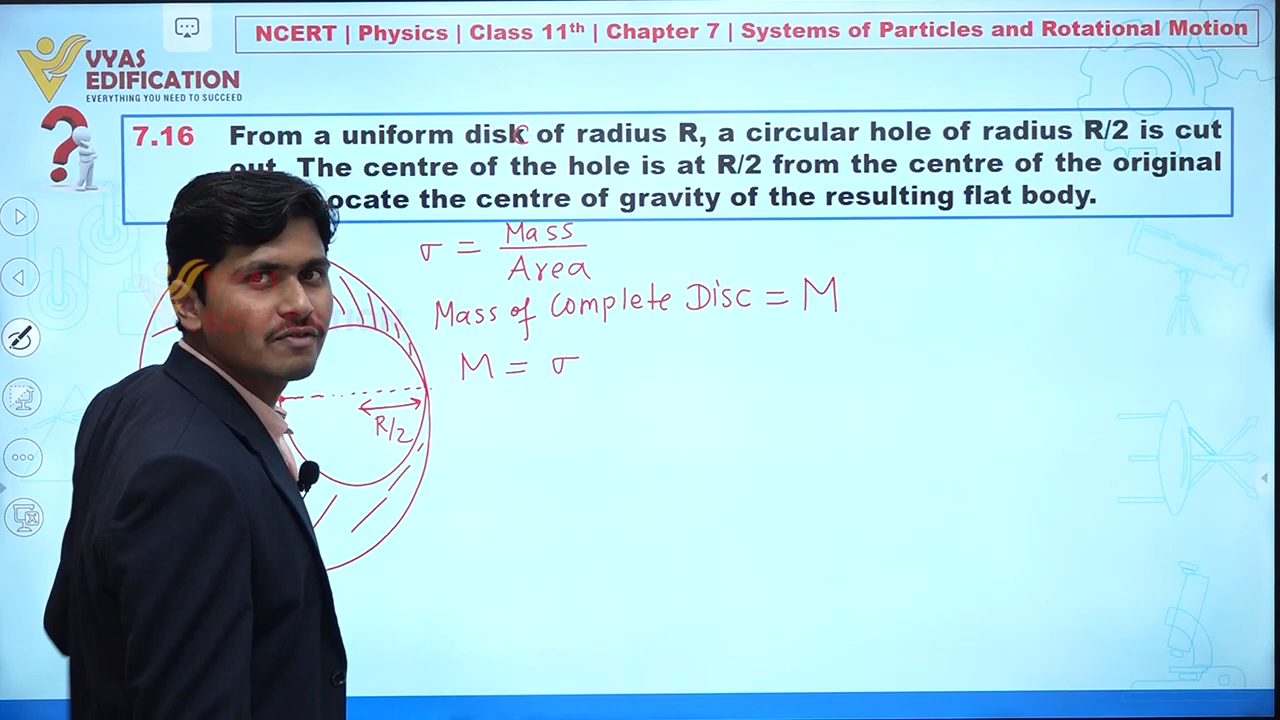 NCERT | Physics | Class 11th | Chapter 7 | Systems of Particles and Rotational Motion
VYAS
EDIFICATION
EVERYTHING YOU NEED TO SUCCEED
7.16 From a uniform disc of radius R, a circular hole of radius R/2 is cut
out. The centre of the hole is at R/2 from the centre of the original
ocate the centre of gravity of the resulting flat body.
σ = Mass
Area
Mass of Complete Disc = M
M = σ
R/2